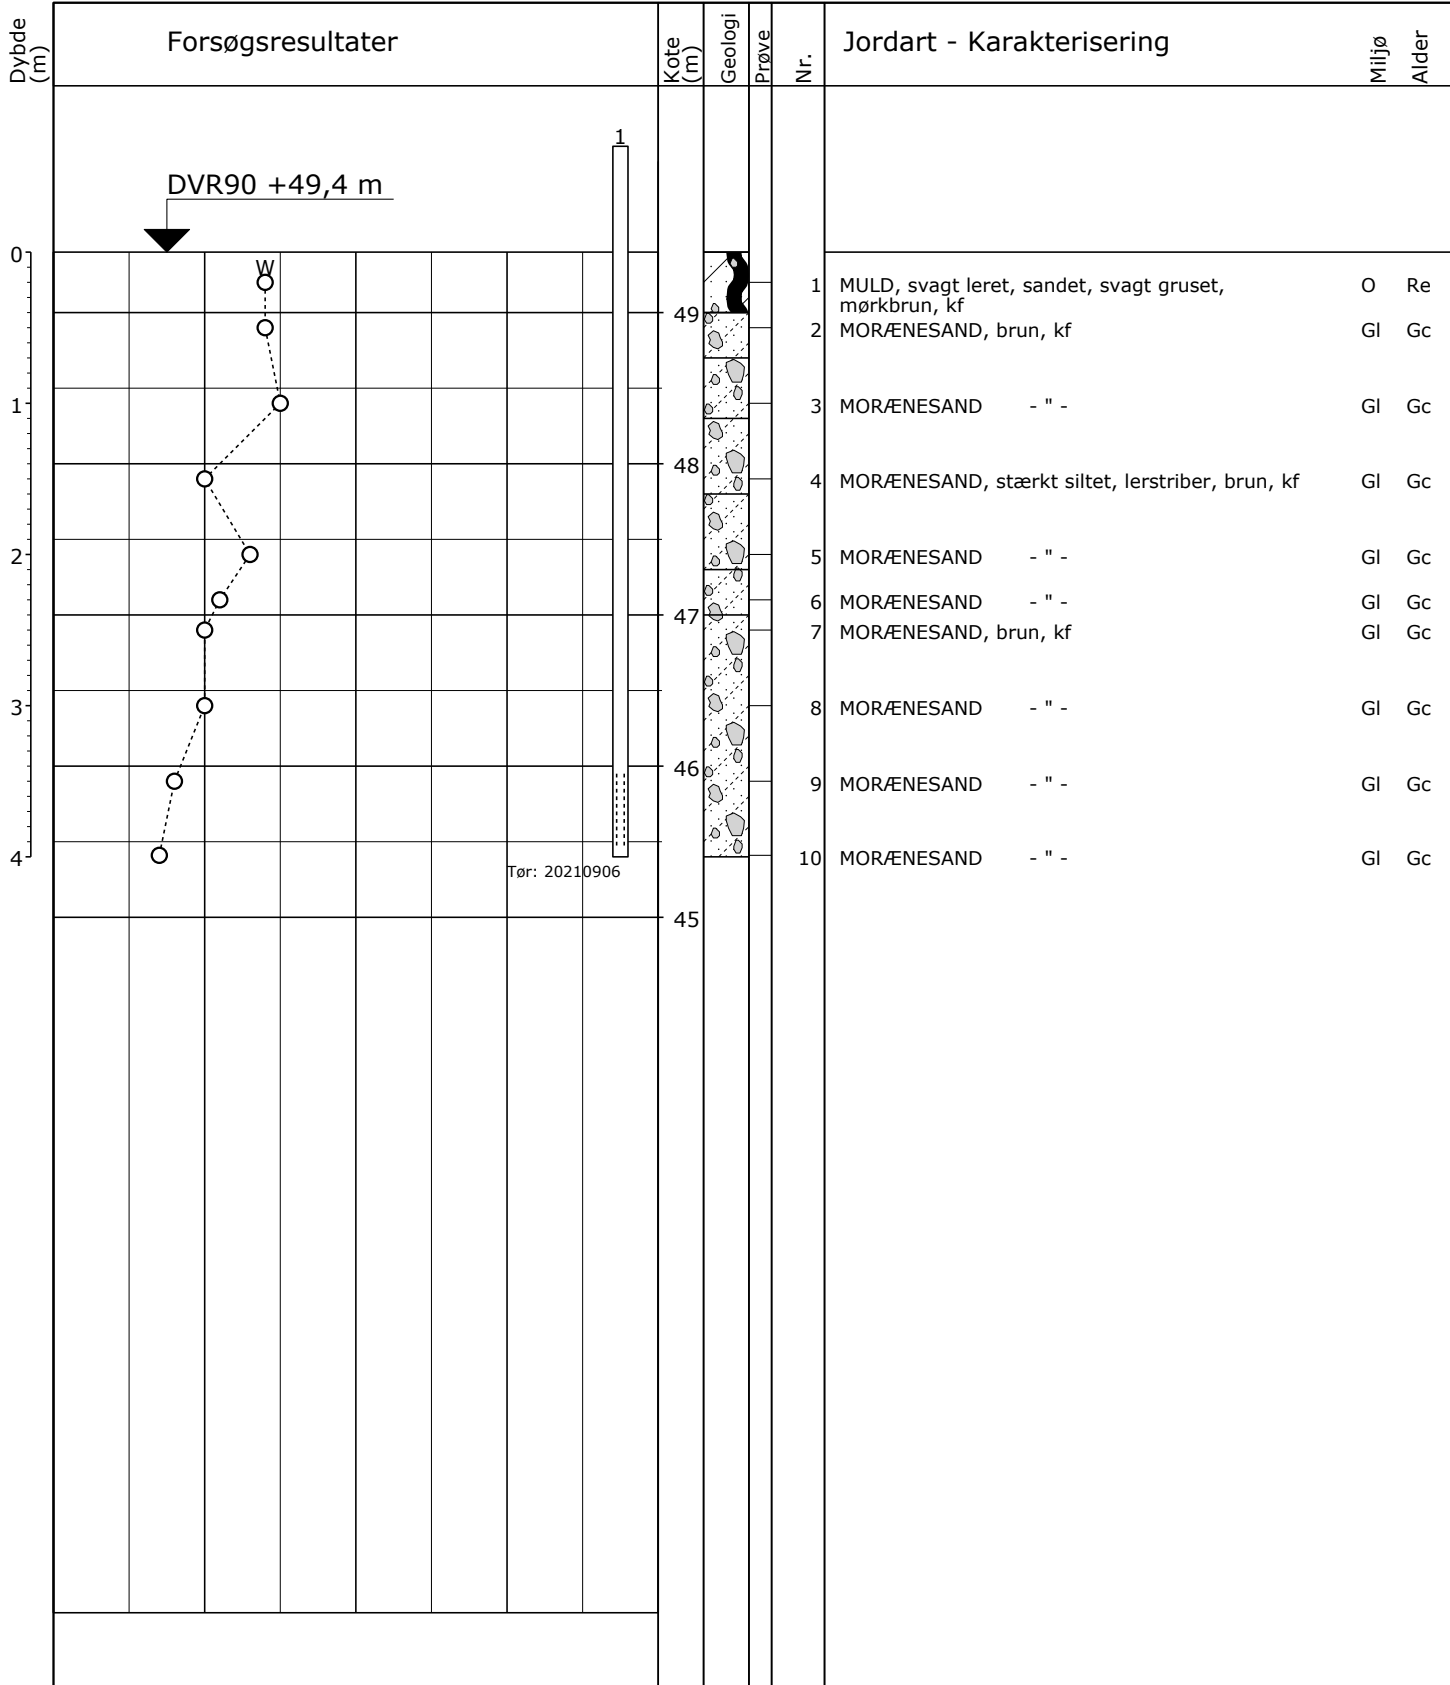 Dybde
(m)
Forsøgsresultater
Kote
(m)
Geologi
Prøve
Nr.
Jordart - Karakterisering
Miljø
Alder
1
DVR90 +49,4 m
0
W
1 MULD, svagt leret, sandet, svagt gruset, O Re
mørkbrun, kf
49
2 MORÆNESAND, brun, kf Gl Gc
1
3 MORÆNESAND - " - Gl Gc
48
4 MORÆNESAND, stærkt siltet, lerstriber, brun, kf Gl Gc
2
5 MORÆNESAND - " - Gl Gc
6 MORÆNESAND - " - Gl Gc
47
7 MORÆNESAND, brun, kf Gl Gc
3
8 MORÆNESAND - " - Gl Gc
46
9 MORÆNESAND - " - Gl Gc
4
10 MORÆNESAND - " - Gl Gc
Tør: 20210906
45